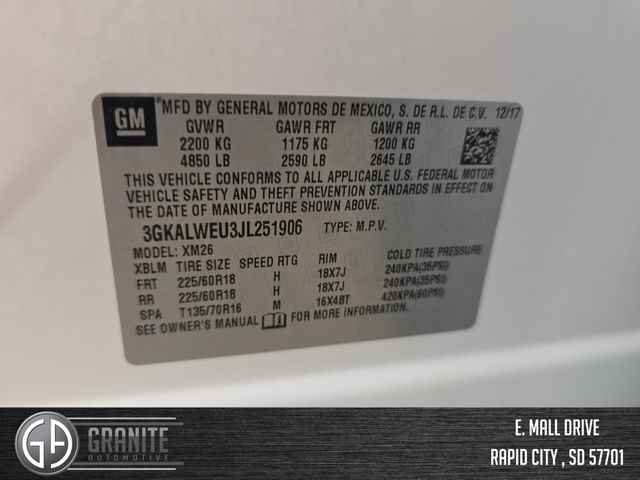 GM
MFD BY GENERAL MOTORS DE MEXICO, S. DE R.L. DE C.V. 12/17
GVWR GAWR FRT GAWR RR
2200 KG 1175 KG 1200 KG
4850 LB 2590 LB 2645 LB
THIS VEHICLE CONFORMS TO ALL APPLICABLE U.S. FEDERAL MOTOR
VEHICLE SAFETY AND THEFT PREVENTION STANDARDS IN EFFECT ON
THE DATE OF MANUFACTURE SHOWN ABOVE.
3GKALWEU3JL251906 TYPE: M.P.V.
MODEL: XM26
XBLM TIRE SIZE SPEED RTG RIM COLD TIRE PRESSURE
FRT 225/60R18 H 18X7J 240KPA(35PSI)
RR 225/60R18 H 18X7J 240KPA(35PSI)
SPA T135/70R16 M 16X4BT 420KPA(60PSI)
SEE OWNER'S MANUAL FOR MORE INFORMATION.
GA GRANITE
AUTOMOTIVE
E. MALL DRIVE
RAPID CITY , SD 57701